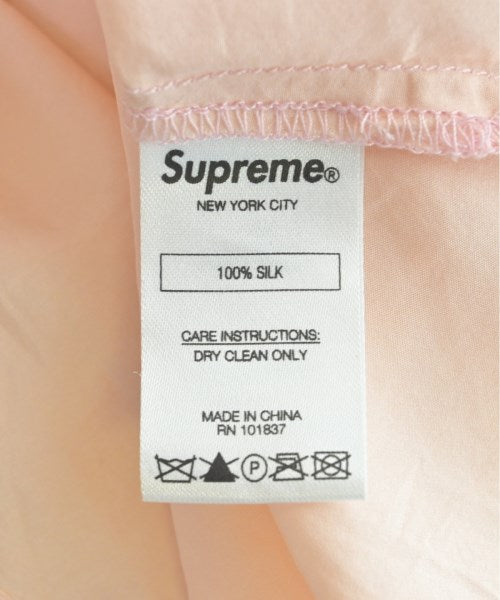 Supreme®
NEW YORK CITY
100% SILK
CARE INSTRUCTIONS:
DRY CLEAN ONLY
MADE IN CHINA
RN 101837
P